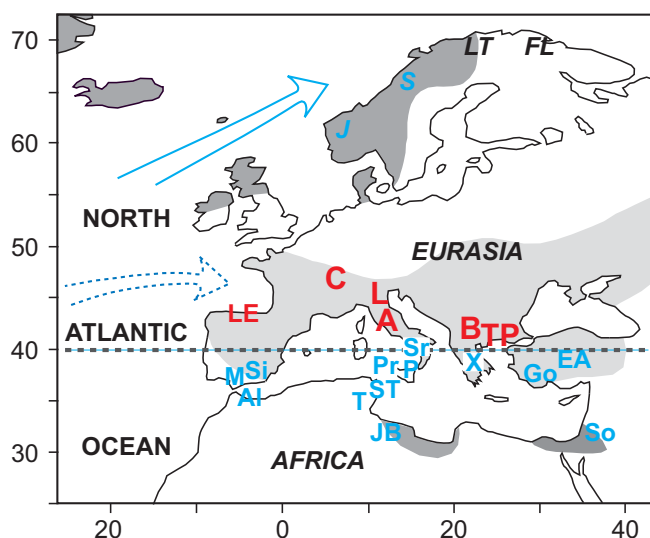 70
LT FL
S
J
60
NORTH
50
EURASIA
C
L
LE
A
B
TP
ATLANTIC
40
Sr
Pr
P
X
EA
Go
M
Si
Al
ST
T
JB
So
OCEAN
AFRICA
30
20 0 20 40